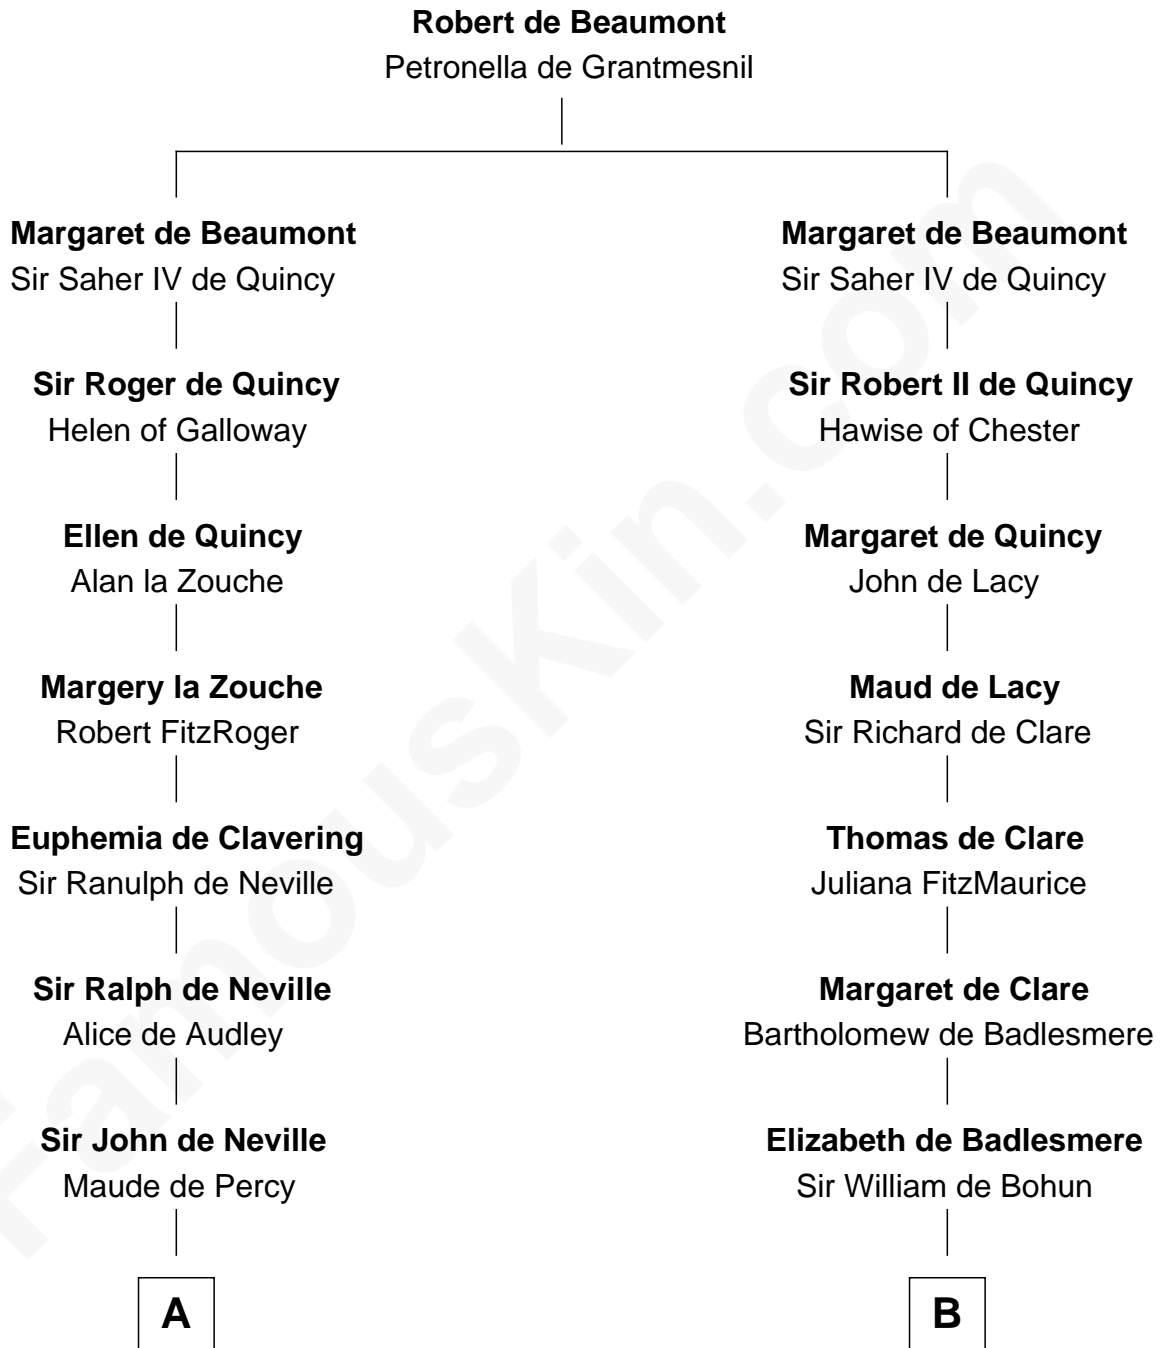 Robert de Beaumont
Petronella de Grantmesnil
Margaret de Beaumont
Sir Saher IV de Quincy
Margaret de Beaumont
Sir Saher IV de Quincy
Sir Roger de Quincy
Helen of Galloway
Sir Robert II de Quincy
Hawise of Chester
Ellen de Quincy
Alan la Zouche
Margaret de Quincy
John de Lacy
Margery la Zouche
Robert FitzRoger
Maud de Lacy
Sir Richard de Clare
Euphemia de Clavering
Sir Ranulph de Neville
Thomas de Clare
Juliana FitzMaurice
Sir Ralph de Neville
Alice de Audley
Margaret de Clare
Bartholomew de Badlesmere
Sir John de Neville
Maude de Percy
Elizabeth de Badlesmere
Sir William de Bohun
A
B
FamousKin.com